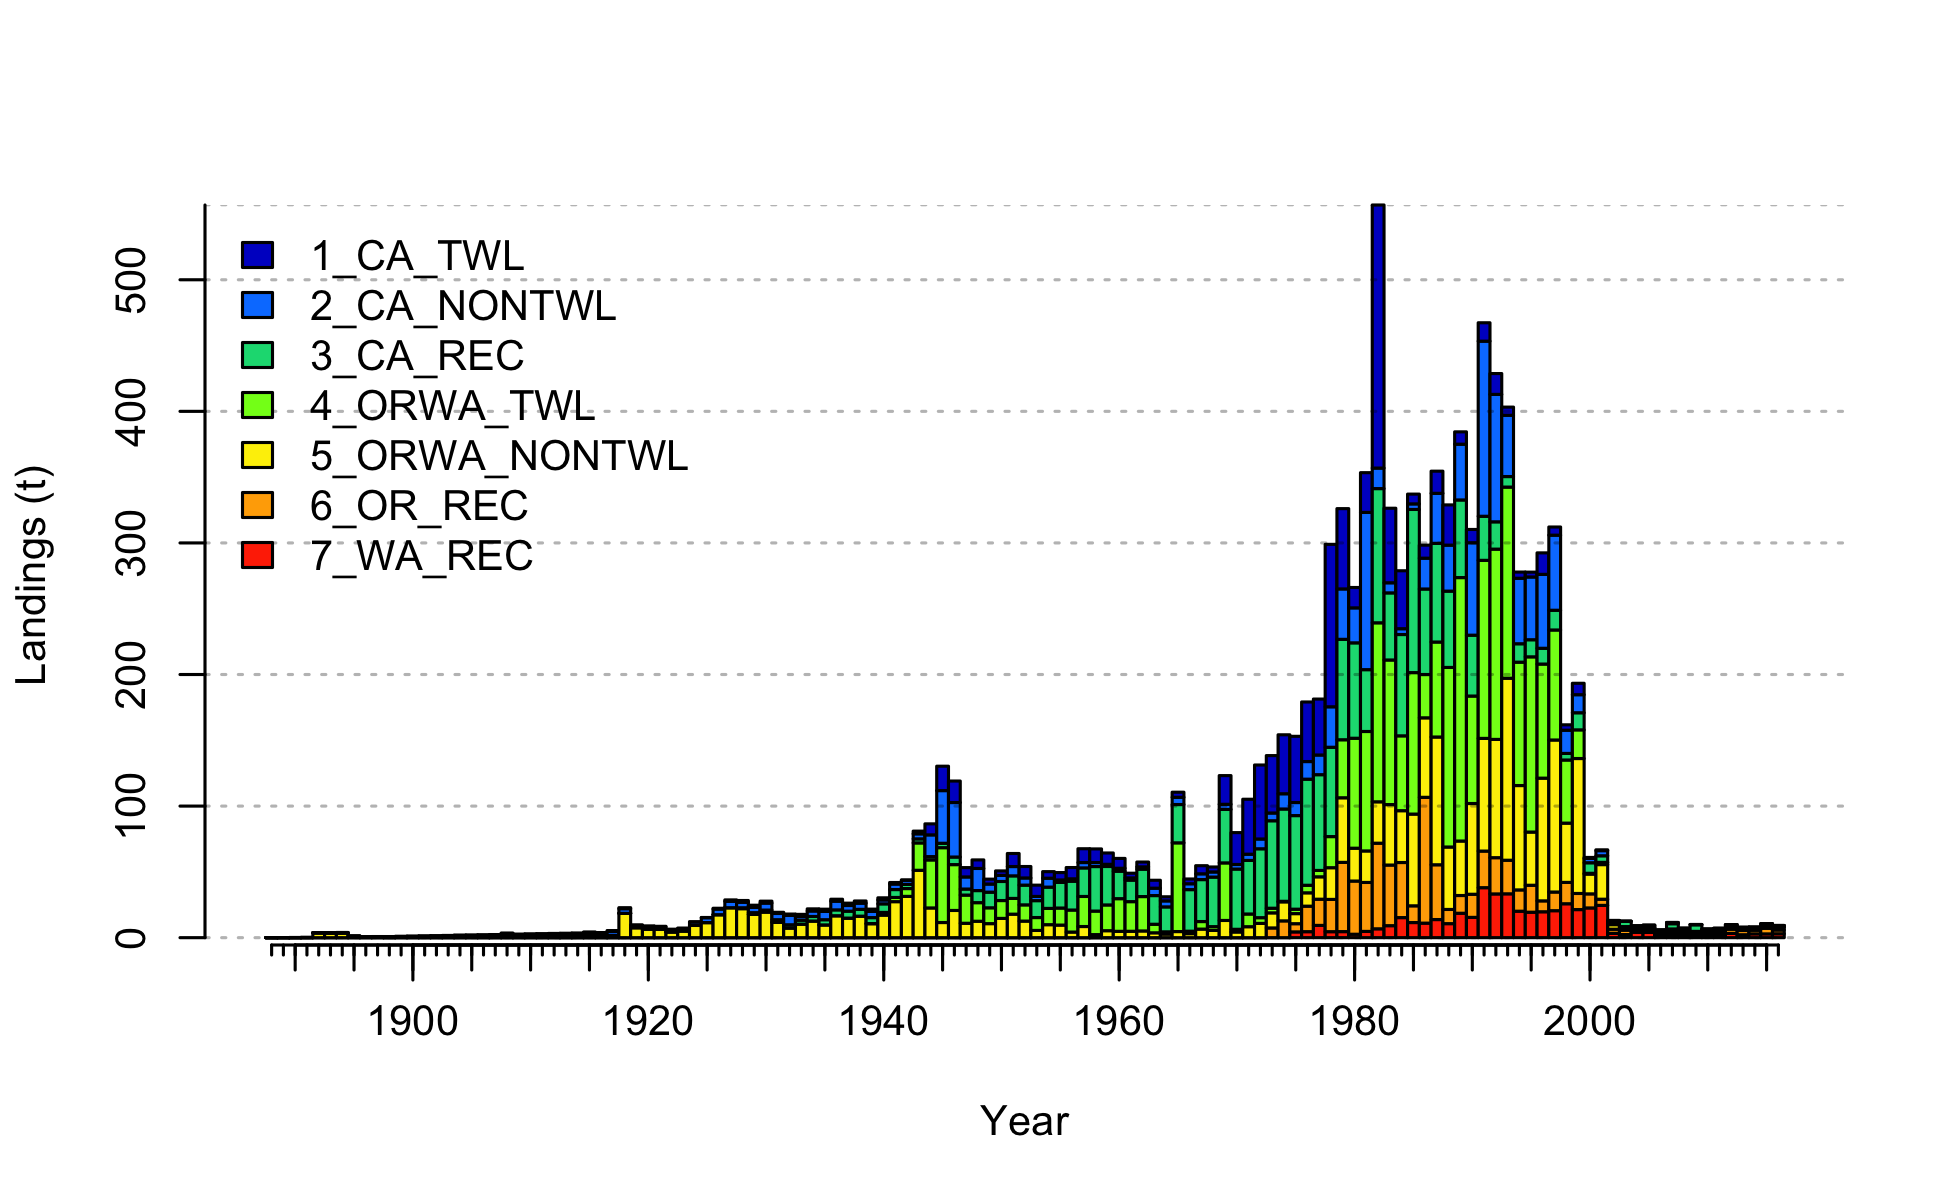 1_CA_TWL
2_CA_NONTWL
3_CA_REC
4_ORWA_TWL
5_ORWA_NONTWL
6_OR_REC
7_WA_REC
Landings (t)
500
400
300
200
100
0
1900 1920 1940 1960 1980 2000
Year